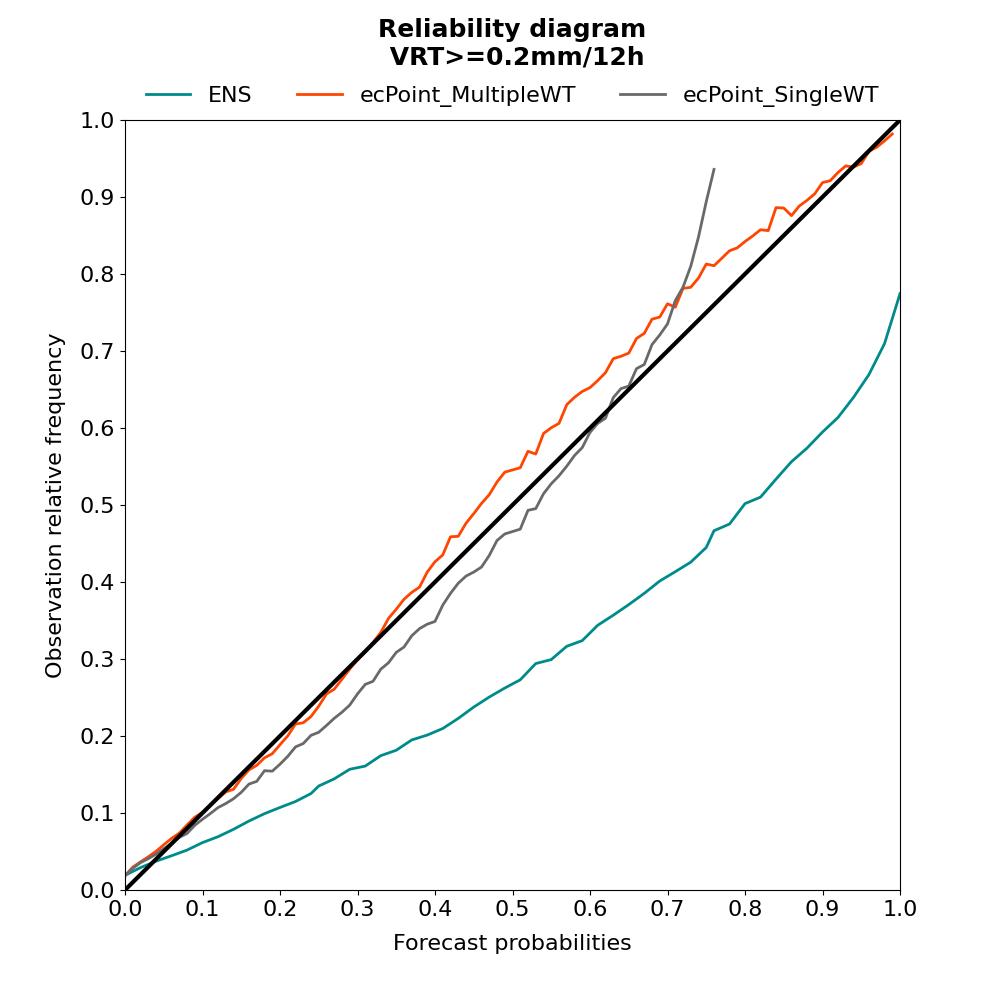 Reliability diagram
VRT>=0.2mm/12h
ENS ecPoint_MultipleWT ecPoint_SingleWT
1.0
0.9
0.8
0.7
0.6
0.5
0.4
0.3
0.2
0.1
0.0
Observation relative frequency
0.0 0.1 0.2 0.3 0.4 0.5 0.6 0.7 0.8 0.9 1.0
Forecast probabilities